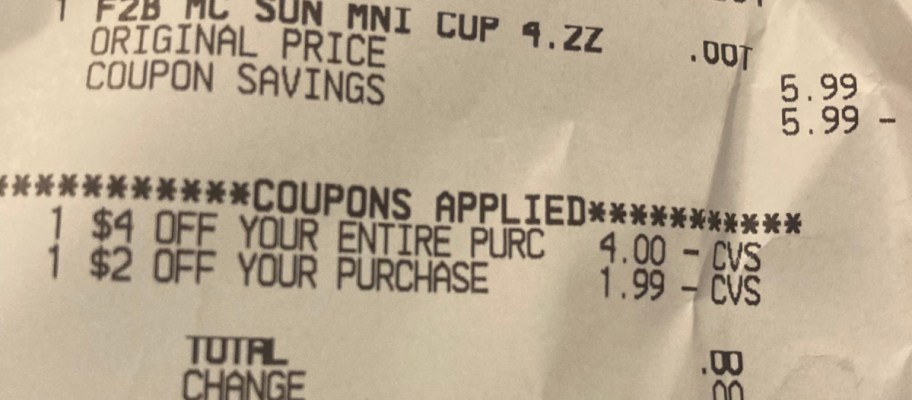 1 F2B MC SUN MNI CUP 4.2Z .00T
ORIGINAL PRICE 5.99
COUPON SAVINGS 5.99 -
***********COUPONS APPLIED***********
1 $4 OFF YOUR ENTIRE PURC 4.00 - CVS
1 $2 OFF YOUR PURCHASE 1.99 - CVS
TOTAL .00
CHANGE .00